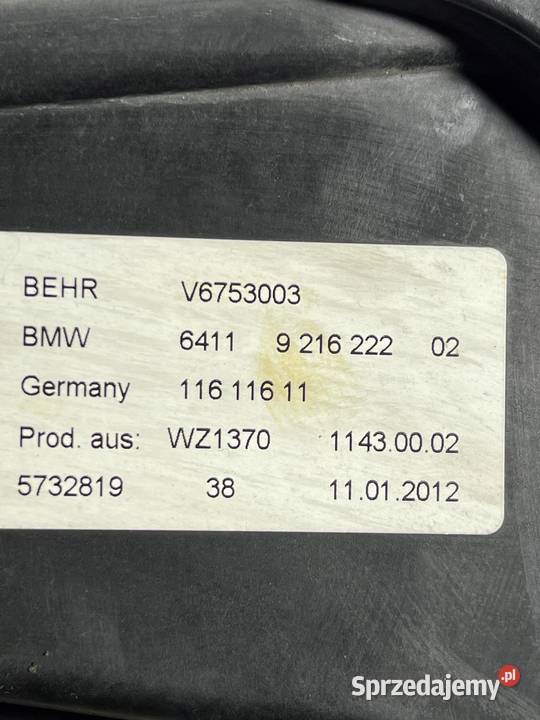 BEHR V6753003
BMW 6411 9 216 222 02
Germany 116 116 11
Prod. aus: WZ1370 1143.00.02
5732819 38 11.01.2012
Sprzedajemy.pl